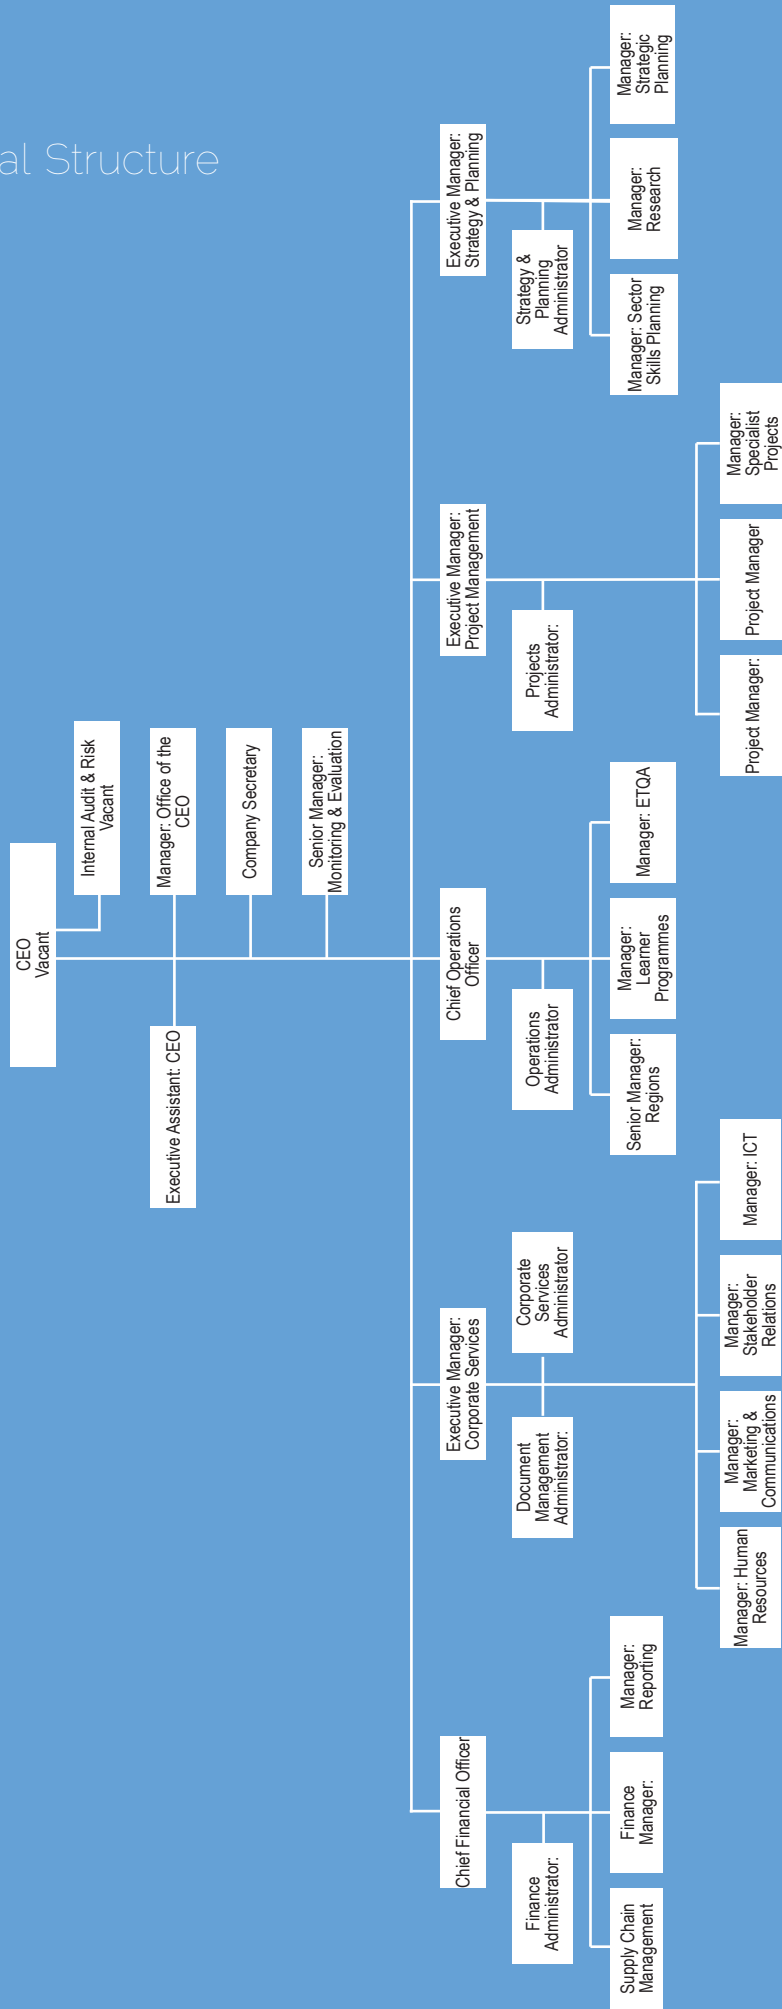 al Structure
CEO
Vacant
Internal Audit & Risk
Vacant
Executive Assistant: CEO
Manager: Office of the
CEO
Company Secretary
Senior Manager:
Monitoring & Evaluation
Chief Financial Officer
Executive Manager:
Corporate Services
Chief Operations
Officer
Executive Manager:
Project Management
Executive Manager:
Strategy & Planning
Finance
Administrator:
Document
Management
Administrator:
Corporate
Services
Administrator
Operations
Administrator
Projects
Administrator:
Strategy &
Planning
Administrator
Supply Chain
Management
Finance
Manager:
Manager:
Reporting
Senior Manager:
Regions
Manager:
Learner
Programmes
Manager: ETQA
Manager: Sector
Skills Planning
Manager:
Research
Manager:
Strategic
Planning
Manager: Human
Resources
Manager:
Marketing &
Communications
Manager:
Stakeholder
Relations
Manager: ICT
Project Manager:
Project Manager
Manager:
Specialist
Projects